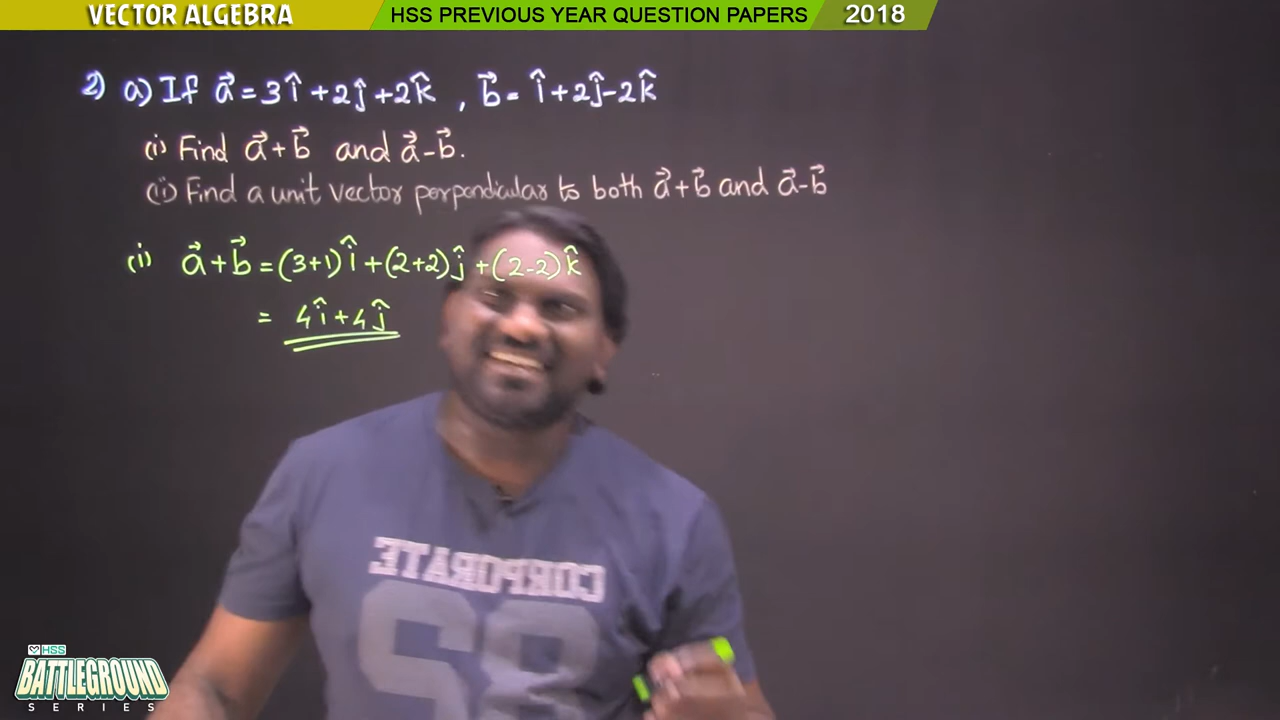 VECTOR ALGEBRA HSS PREVIOUS YEAR QUESTION PAPERS 2018
2) a) If a⃗ = 3î + 2ĵ + 2k̂ , b⃗ = î + 2ĵ - 2k̂
(i) Find a⃗ + b⃗ and a⃗ - b⃗.
(i) Find a unit vector perpendicular to both a⃗ + b⃗ and a⃗ - b⃗
(i) a⃗ + b⃗ = (3+1)î + (2+2)ĵ + (2-2)k̂
= 4î + 4ĵ
CORPORATE
82
HSS
BATTLEGROUND
SERIES